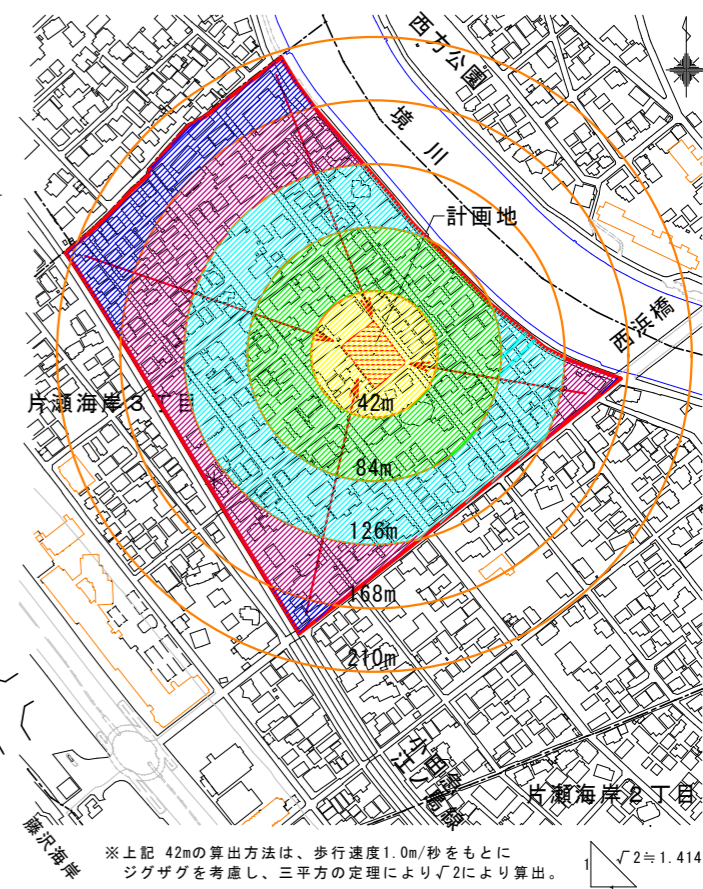 西方公園
境川
計画地
西浜橋
片瀬海岸3丁目
42m
84m
126m
168m
210m
小田急
江ノ島線
片瀬海岸2丁目
藤沢海岸
※上記 42mの算出方法は、歩行速度1.0m/秒をもとに
ジグザグを考慮し、三平方の定理により√2により算出。
1
√2≒1.414